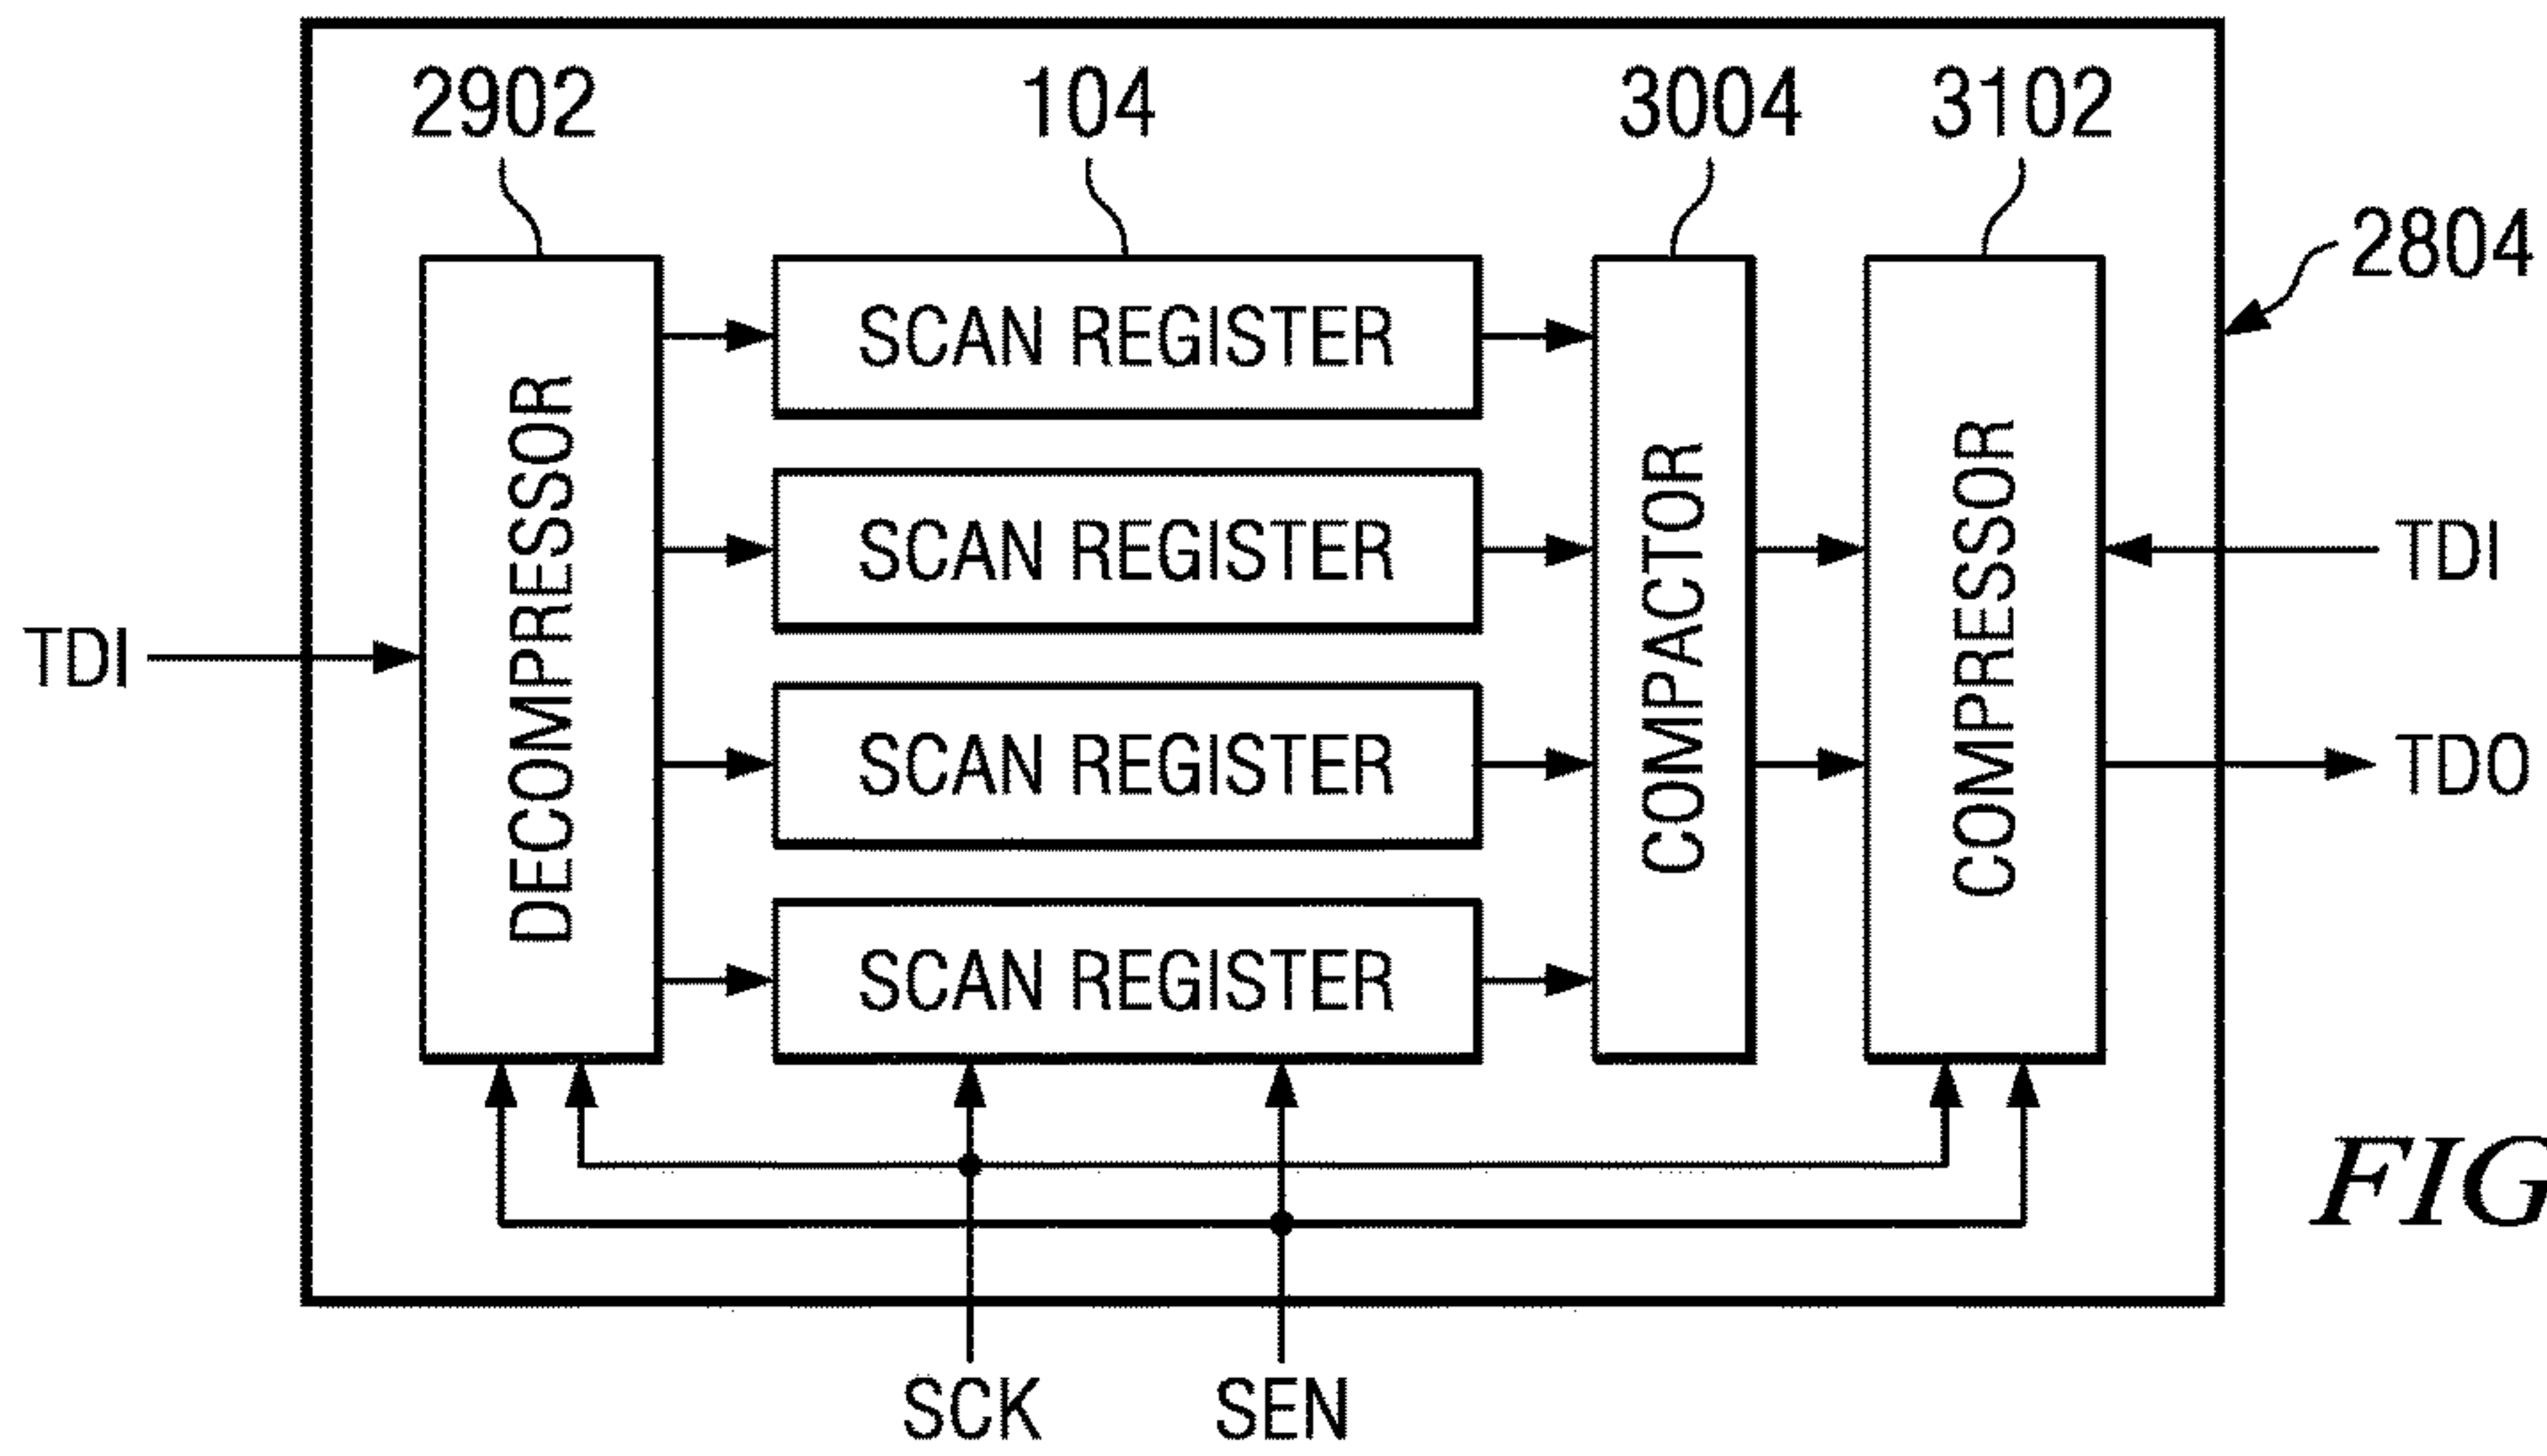 2902 104 3004 3102
2804
DECOMPRESSOR
SCAN REGISTER
SCAN REGISTER
SCAN REGISTER
SCAN REGISTER
COMPACTOR
COMPRESSOR
TDI
TDI
TDO
SCK SEN
FIG